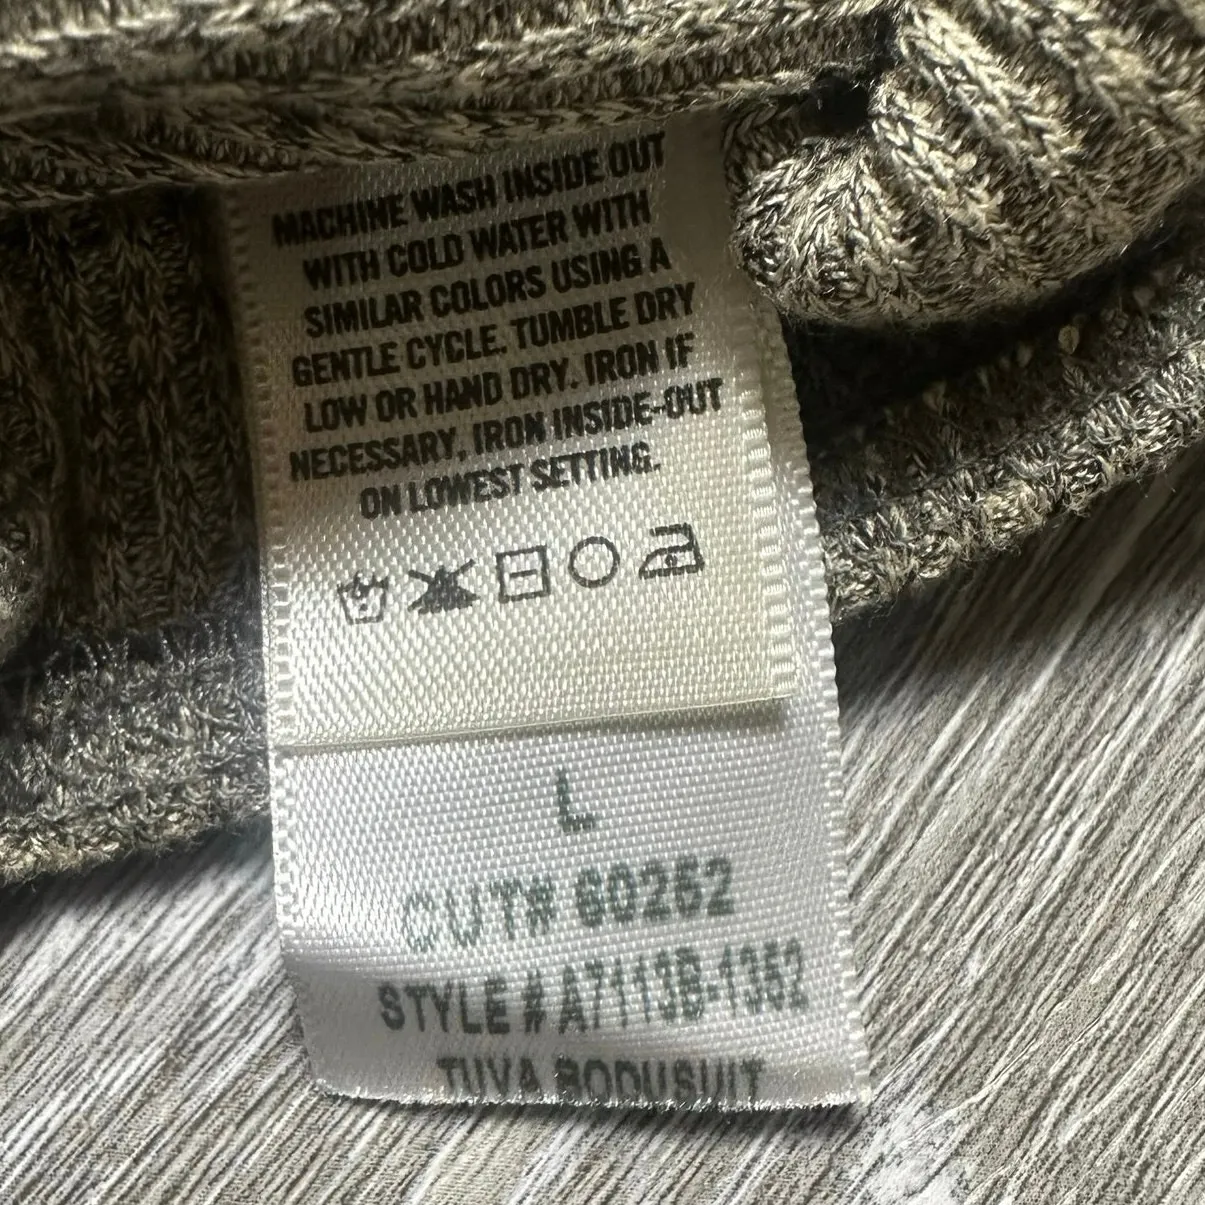 MACHINE WASH INSIDE OUT
WITH COLD WATER WITH
SIMILAR COLORS USING A
GENTLE CYCLE. TUMBLE DRY
LOW OR HAND DRY. IRON IF
NECESSARY, IRON INSIDE-OUT
ON LOWEST SETTING.
L
CUT# 60262
STYLE # A7113B-1352
TUVA BODUSUIT